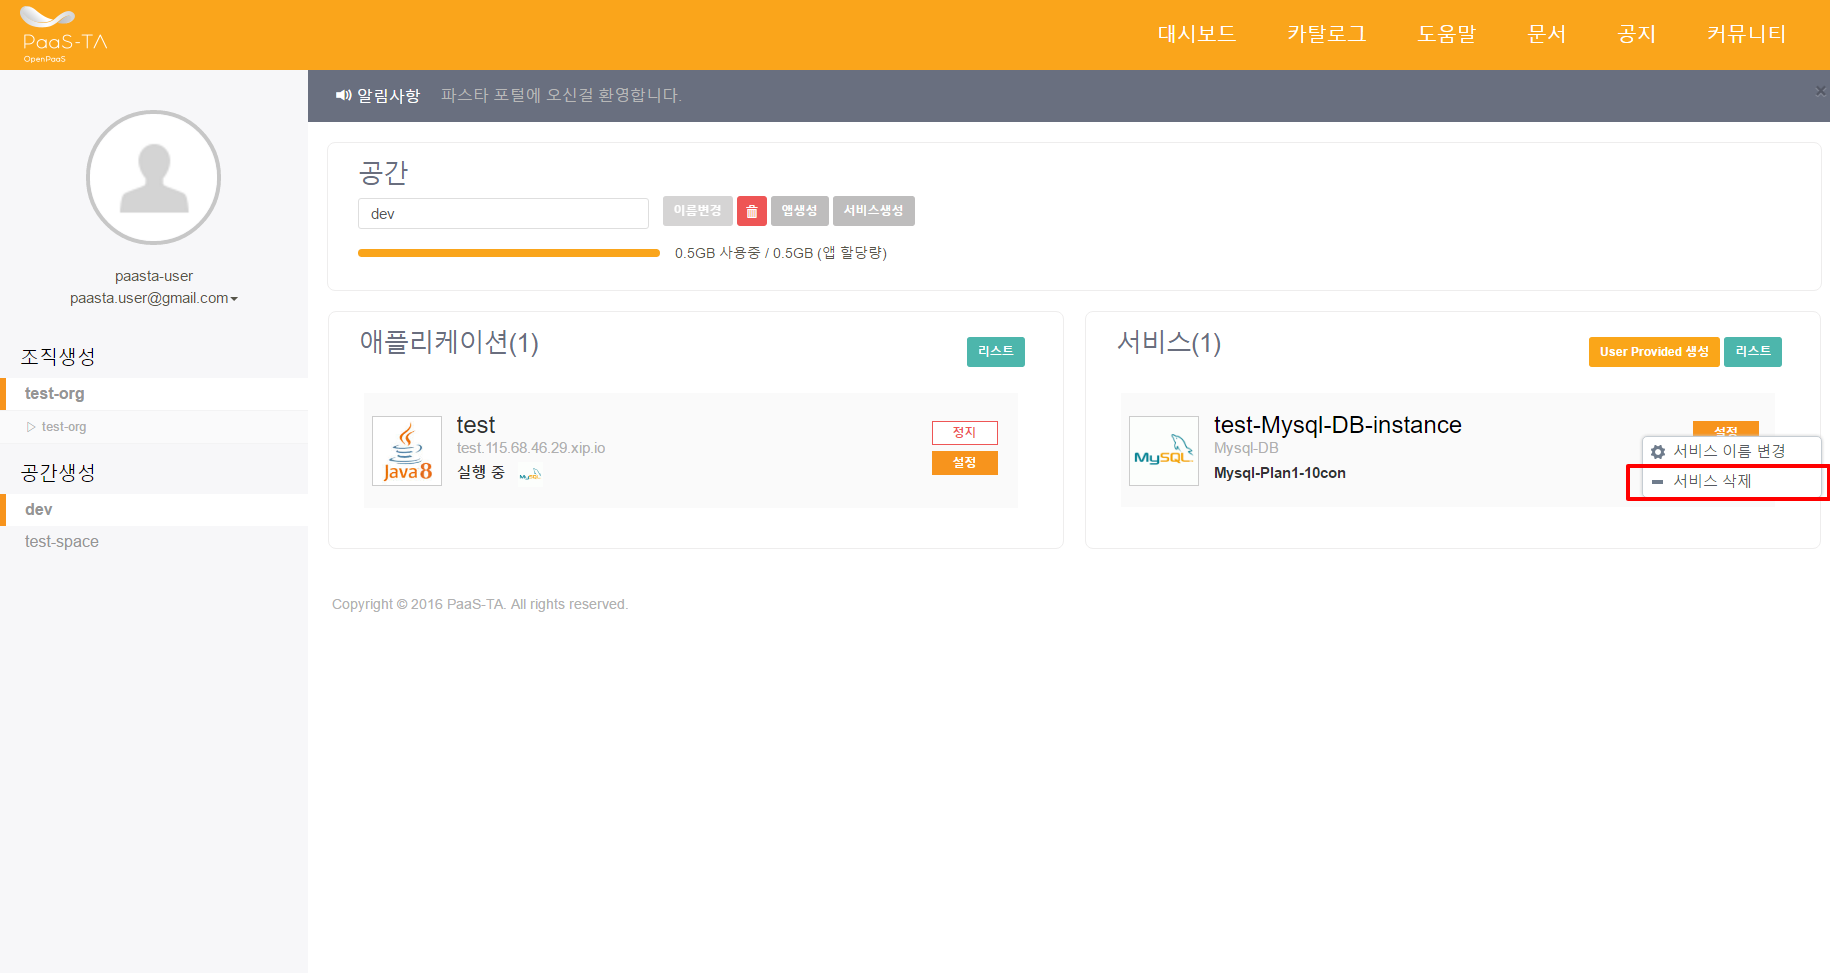 PaaS-TA
OpenPaaS
대시보드 카탈로그 도움말 문서 공지 커뮤니티
알림사항 파스타 포털에 오신걸 환영합니다. ×
paasta-user
paasta.user@gmail.com
조직생성
test-org
test-org
공간생성
dev
test-space
공간
dev 이름변경 앱생성 서비스생성
0.5GB 사용중 / 0.5GB (앱 할당량)
애플리케이션(1)
리스트
Java 8
test
test.115.68.46.29.xip.io
실행 중 MySQL
정지
설정
서비스(1)
User Provided 생성 리스트
MySQL
test-Mysql-DB-instance
Mysql-DB
Mysql-Plan1-10con
설정
서비스 이름 변경
서비스 삭제
Copyright © 2016 PaaS-TA. All rights reserved.